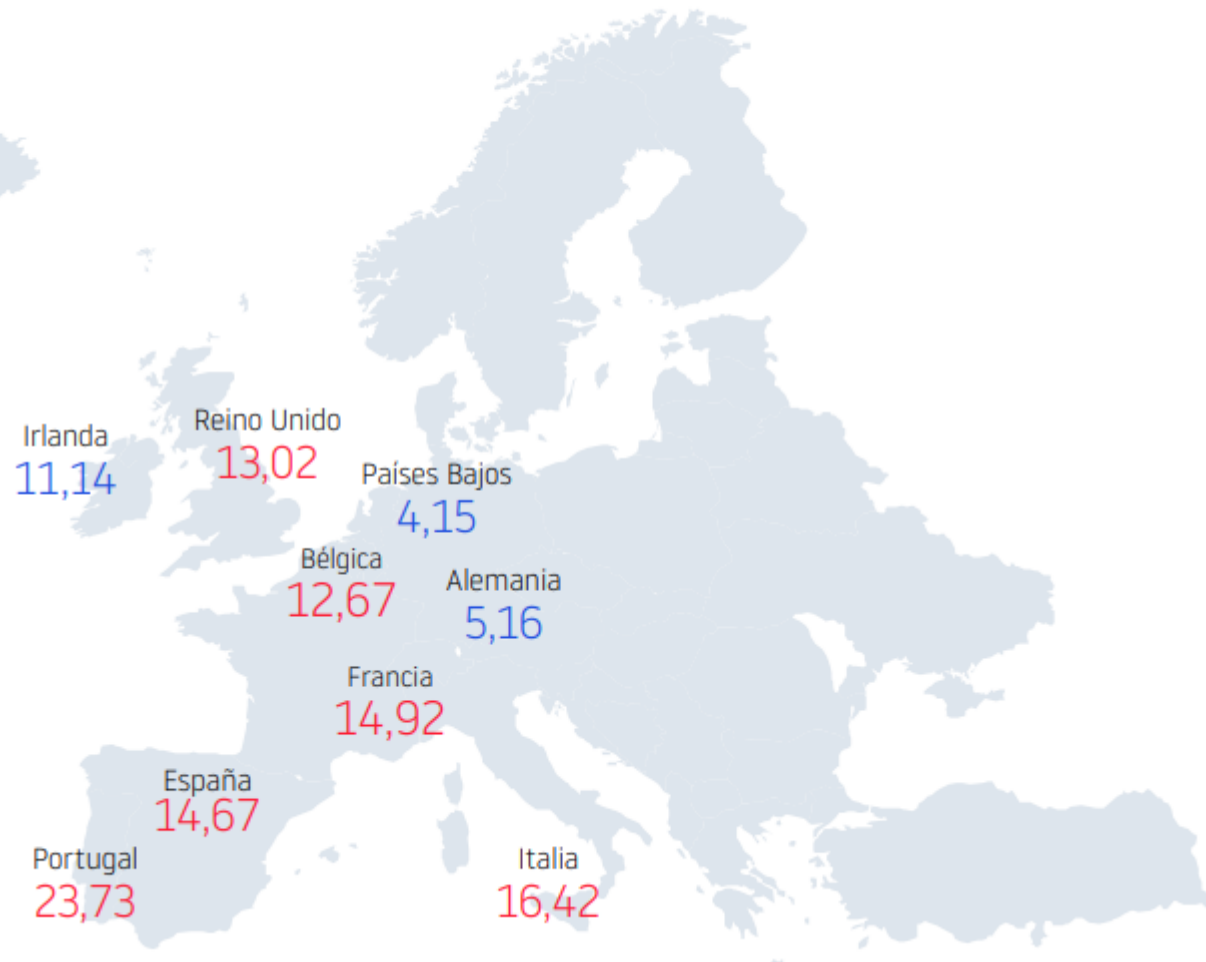 Reino Unido
13,02
Irlanda
11,14
Países Bajos
4,15
Bélgica
12,67
Alemania
5,16
Francia
14,92
España
14,67
Portugal
23,73
Italia
16,42